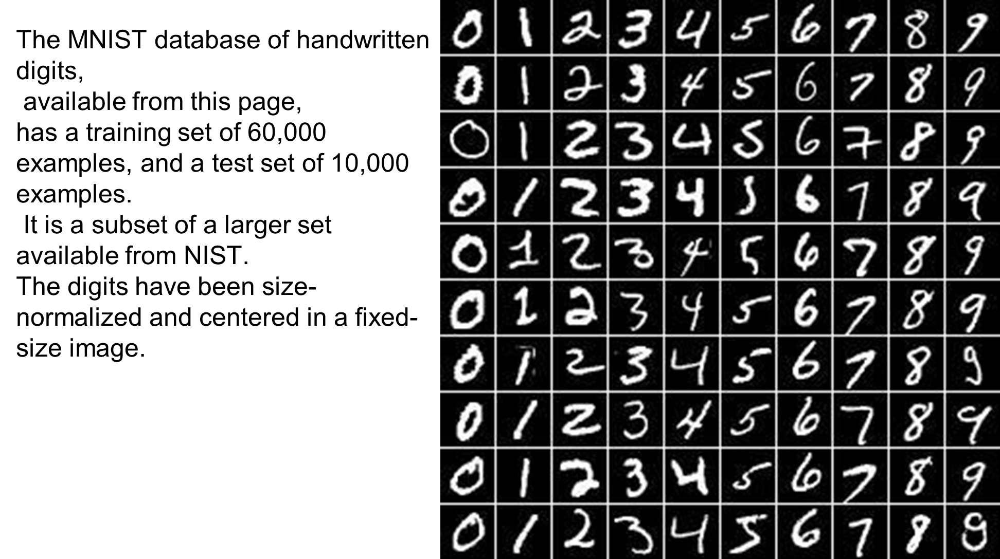 The MNIST database of handwritten
digits,
available from this page,
has a training set of 60,000
examples, and a test set of 10,000
examples.
It is a subset of a larger set
available from NIST.
The digits have been size-
normalized and centered in a fixed-
size image.
0 1 2 3 4 5 6 7 8 9
0 1 2 3 4 5 6 7 8 9
0 1 2 3 4 5 6 7 8 9
0 1 2 3 4 5 6 7 8 9
0 1 2 3 4 5 6 7 8 9
0 1 2 3 4 5 6 7 8 9
0 1 2 3 4 5 6 7 8 9
0 1 2 3 4 5 6 7 8 9
0 1 2 3 4 5 6 7 8 9
0 1 2 3 4 5 6 7 8 9